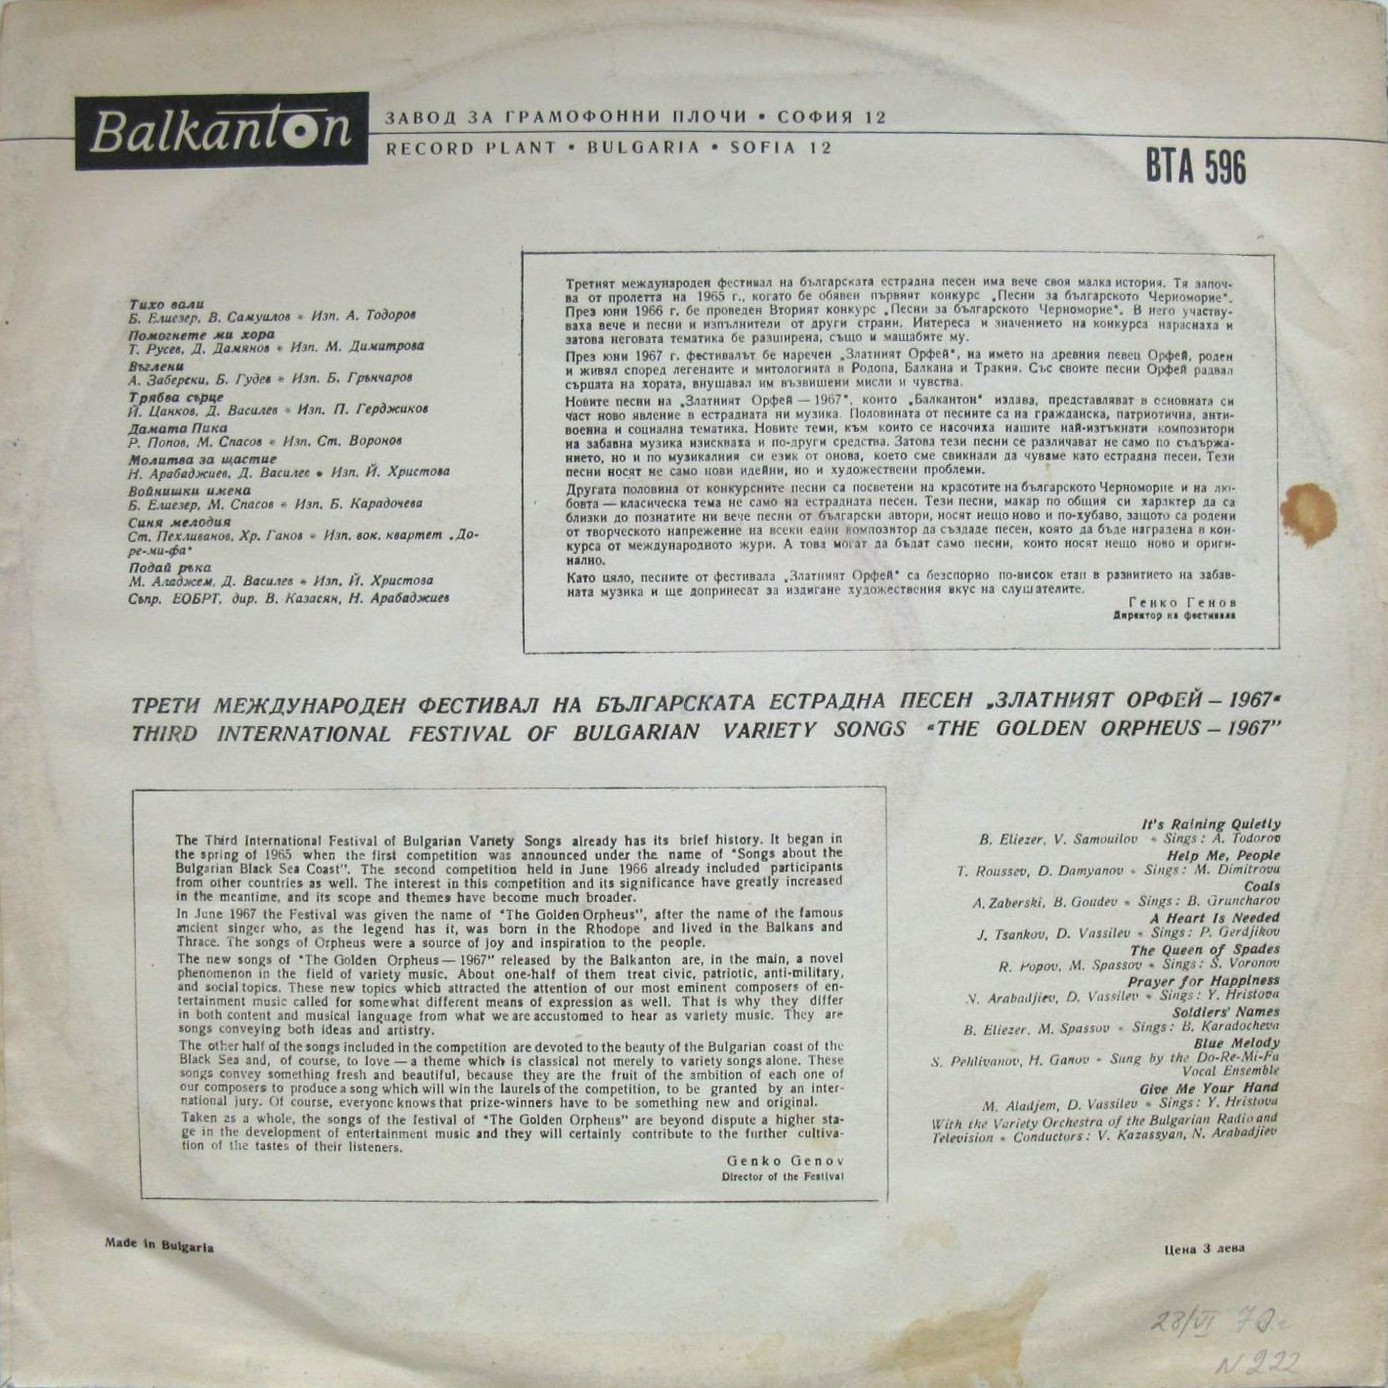 Balkanton
ЗАВОД ЗА ГРАМОФОННИ ПЛОЧИ • СОФИЯ 12
RECORD PLANT • BULGARIA • SOFIA 12
ВТА 596
Тихо вали
Б. Елиезер, В. Самуилов • Изп. А. Тодоров
Помогнете ми хора
Т. Русев, Д. Дамянов • Изп. М. Димитрова
Въглени
А. Заберски, Б. Гудев • Изп. Б. Грънчаров
Трябва сърце
Й. Цанков, Д. Василев • Изп. П. Герджиков
Дамата Пика
Р. Попов, М. Спасов • Изп. Ст. Воронов
Молитва за щастие
Н. Арабаджиев, Д. Василев • Изп. Й. Христова
Войнишки имена
Б. Елиезер, М. Спасов • Изп. Б. Карадочева
Синя мелодия
Ст. Пехливанов, Хр. Ганов • Изп. вок. квартет „До-
ре-ми-фа“
Подай ръка
М. Аладжем, Д. Василев • Изп. Й. Христова
Съпр. ЕОБРТ, дир. В. Казасян, Н. Арабаджиев
Третият международен фестивал на българската естрадна песен има вече своя малка история. Тя започ-
ва от пролетта на 1965 г., когато бе обявен първият конкурс „Песни за българското Черноморие“.
През юни 1966 г. бе проведен Вторият конкурс „Песни за българското Черноморие“. В него участву-
ваха вече и песни и изпълнители от други страни. Интереса и значението на конкурса нараснаха и
затова неговата тематика бе разширена, също и мащабите му.
През юни 1967 г. фестивалът бе наречен „Златният Орфей“, на името на древния певец Орфей, роден
и живял според легендите и митологията в Родопа, Балкана и Тракия. Със своите песни Орфей радвал
сърцата на хората, внушавал им възвишени мисли и чувства.
Новите песни на „Златният Орфей — 1967“, които „Балкантон“ издава, представляват в основната си
част ново явление в естрадната ни музика. Половината от песните са на гражданска, патриотична, анти-
военна и социална тематика. Новите теми, към които се насочиха нашите най-изтъкнати композитори
на забавна музика изискваха и по-други средства. Затова тези песни се различават не само по съдържа-
нието, но и по музикалния си език от онова, което сме свикнали да чуваме като естрадна песен. Тези
песни носят не само нови идейни, но и художествени проблеми.
Другата половина от конкурсните песни са посветени на красотите на българското Черноморие и на лю-
бовта — класическа тема не само на естрадната песен. Тези песни, макар по общия си характер да са
близки до познатите ни вече песни от български автори, носят нещо ново и по-хубаво, защото са родени
от творческото напрежение на всеки един композитор да създаде песен, която да бъде наградена в кон-
курса от международното жури. А това могат да бъдат само песни, които носят нещо ново и ориги-
нално.
Като цяло, песните от фестивала „Златният Орфей“ са безспорно по-висок етап в развитието на забав-
ната музика и ще допринесат за издигане художествения вкус на слушателите.
Генко Генов
Директор на фестивала
ТРЕТИ МЕЖДУНАРОДЕН ФЕСТИВАЛ НА БЪЛГАРСКАТА ЕСТРАДНА ПЕСЕН „ЗЛАТНИЯТ ОРФЕЙ – 1967“
THIRD INTERNATIONAL FESTIVAL OF BULGARIAN VARIETY SONGS “THE GOLDEN ORPHEUS – 1967”
The Third International Festival of Bulgarian Variety Songs already has its brief history. It began in
the spring of 1965 when the first competition was announced under the name of “Songs about the
Bulgarian Black Sea Coast”. The second competition held in June 1966 already included participants
from other countries as well. The interest in this competition and its significance have greatly increased
in the meantime, and its scope and themes have become much broader.
In June 1967 the Festival was given the name of “The Golden Orpheus”, after the name of the famous
ancient singer who, as the legend has it, was born in the Rhodope and lived in the Balkans and
Thrace. The songs of Orpheus were a source of joy and inspiration to the people.
The new songs of “The Golden Orpheus — 1967” released by the Balkanton are, in the main, a novel
phenomenon in the field of variety music. About one-half of them treat civic, patriotic, anti-military,
and social topics. These new topics which attracted the attention of our most eminent composers of en-
tertainment music called for somewhat different means of expression as well. That is why they differ
in both content and musical language from what we are accustomed to hear as variety music. They are
songs conveying both ideas and artistry.
The other half of the songs included in the competition are devoted to the beauty of the Bulgarian coast of the
Black Sea and, of course, to love — a theme which is classical not merely to variety songs alone. These
songs convey something fresh and beautiful, because they are the fruit of the ambition of each one of
our composers to produce a song which will win the laurels of the competition, to be granted by an inter-
national jury. Of course, everyone knows that prize-winners have to be something new and original.
Taken as a whole, the songs of the festival of “The Golden Orpheus” are beyond dispute a higher sta-
ge in the development of entertainment music and they will certainly contribute to the further cultiva-
tion of the tastes of their listeners.
Genko Genov
Director of the Festival
It's Raining Quietly
B. Eliezer, V. Samouilov • Sings: A. Todorov
Help Me, People
T. Roussev, D. Damyanov • Sings: M. Dimitrova
Coals
A. Zaberski, B. Goudev • Sings: B. Gruncharov
A Heart Is Needed
J. Tsankov, D. Vassilev • Sings: P. Gerdjikov
The Queen of Spades
R. Popov, M. Spassov • Sings: S. Voronov
Prayer for Happiness
N. Arabadjiev, D. Vassilev • Sings: Y. Hristova
Soldiers' Names
B. Eliezer, M. Spassov • Sings: B. Karadocheva
Blue Melody
S. Pehlivanov, H. Ganov • Sung by the Do-Re-Mi-Fa
Vocal Ensemble
Give Me Your Hand
M. Aladjem, D. Vassilev • Sings: Y. Hristova
With the Variety Orchestra of the Bulgarian Radio and
Television • Conductors: V. Kazassyan, N. Arabadjiev
Made in Bulgaria
Цена 3 лева
28/VI 70г
N 222